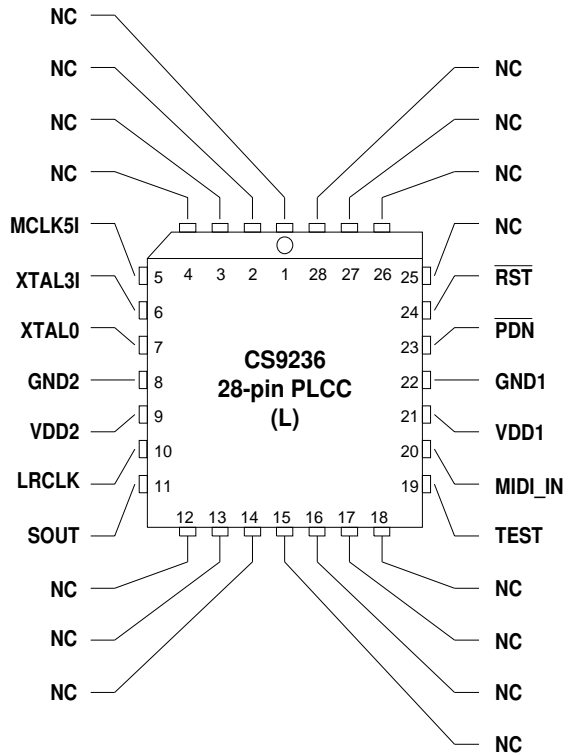 NC
NC
NC
NC
NC
NC
NC
MCLK5I
NC
4 3 2 1 28 27 26
5 25
XTAL3I
6 24
R̅S̅T̅
XTAL0
7 23
P̅D̅N̅
CS9236
28-pin PLCC
(L)
GND2
8 22
GND1
VDD2
9 21
VDD1
LRCLK
10 20
MIDI_IN
SOUT
11 19
TEST
12 13 14 15 16 17 18
NC
NC
NC
NC
NC
NC
NC